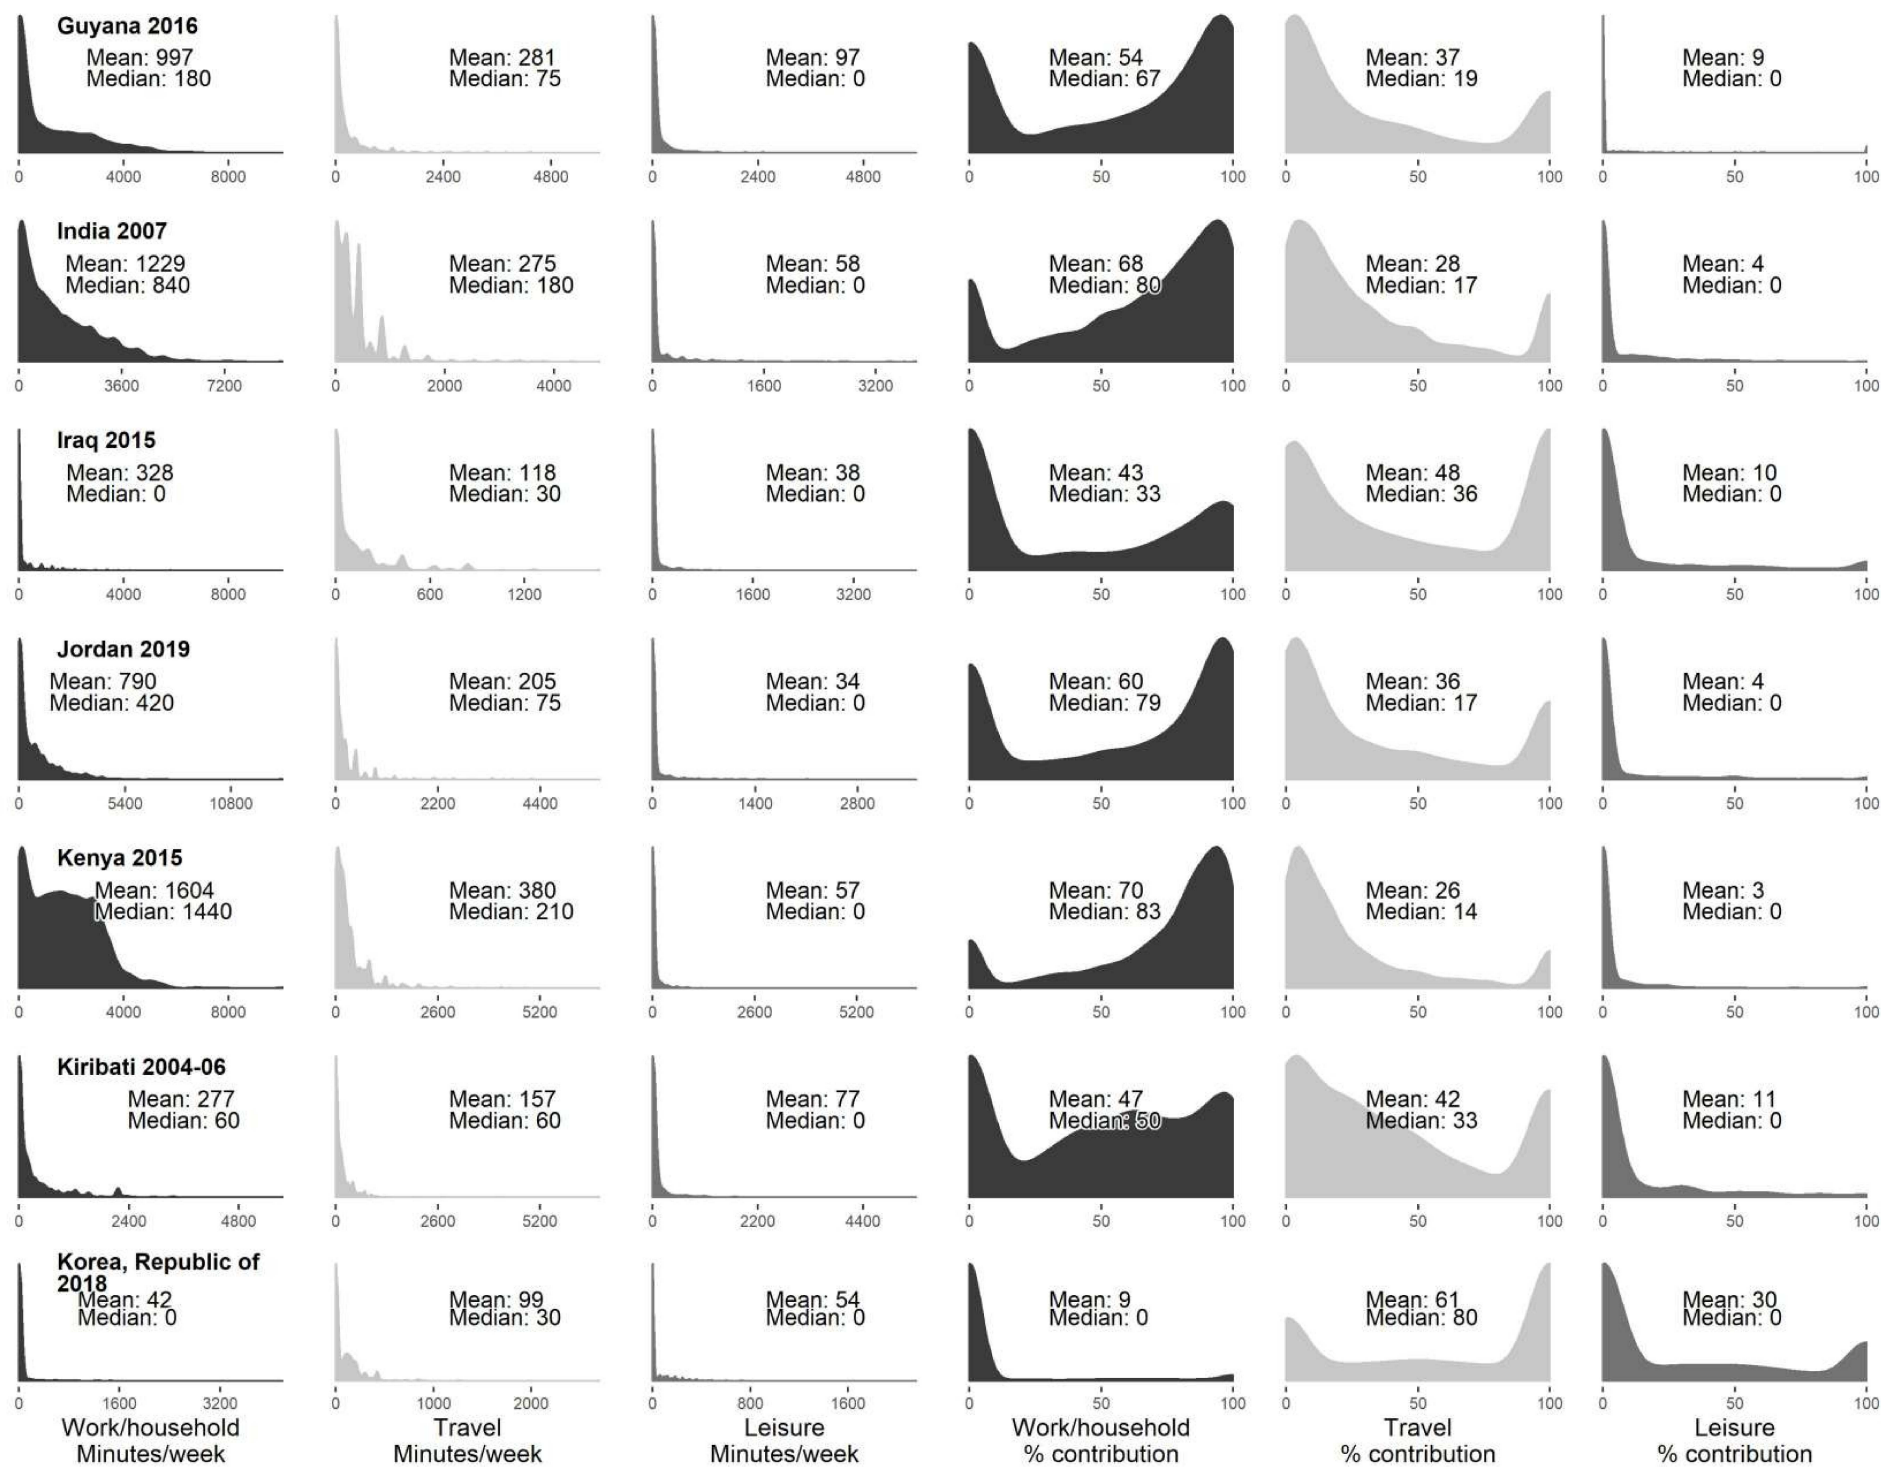 Guyana 2016
Mean: 997 Mean: 281 Mean: 97 Mean: 54 Mean: 37 Mean: 9
Median: 180 Median: 75 Median: 0 Median: 67 Median: 19 Median: 0
0 4000 8000 0 2400 4800 0 2400 4800 0 50 100 0 50 100 0 50 100
India 2007
Mean: 1229 Mean: 275 Mean: 58 Mean: 68 Mean: 28 Mean: 4
Median: 840 Median: 180 Median: 0 Median: 80 Median: 17 Median: 0
0 3600 7200 0 2000 4000 0 1600 3200 0 50 100 0 50 100 0 50 100
Iraq 2015
Mean: 328 Mean: 118 Mean: 38 Mean: 43 Mean: 48 Mean: 10
Median: 0 Median: 30 Median: 0 Median: 33 Median: 36 Median: 0
0 4000 8000 0 600 1200 0 1600 3200 0 50 100 0 50 100 0 50 100
Jordan 2019
Mean: 790 Mean: 205 Mean: 34 Mean: 60 Mean: 36 Mean: 4
Median: 420 Median: 75 Median: 0 Median: 79 Median: 17 Median: 0
0 5400 10800 0 2200 4400 0 1400 2800 0 50 100 0 50 100 0 50 100
Kenya 2015
Mean: 1604 Mean: 380 Mean: 57 Mean: 70 Mean: 26 Mean: 3
Median: 1440 Median: 210 Median: 0 Median: 83 Median: 14 Median: 0
0 4000 8000 0 2600 5200 0 2600 5200 0 50 100 0 50 100 0 50 100
Kiribati 2004-06
Mean: 277 Mean: 157 Mean: 77 Mean: 47 Mean: 42 Mean: 11
Median: 60 Median: 60 Median: 0 Median: 50 Median: 33 Median: 0
0 2400 4800 0 2600 5200 0 2200 4400 0 50 100 0 50 100 0 50 100
Korea, Republic of
2018
Mean: 42 Mean: 99 Mean: 54 Mean: 9 Mean: 61 Mean: 30
Median: 0 Median: 30 Median: 0 Median: 0 Median: 80 Median: 0
0 1600 3200 0 1000 2000 0 800 1600 0 50 100 0 50 100 0 50 100
Work/household Travel Leisure Work/household Travel Leisure
Minutes/week Minutes/week Minutes/week % contribution % contribution % contribution